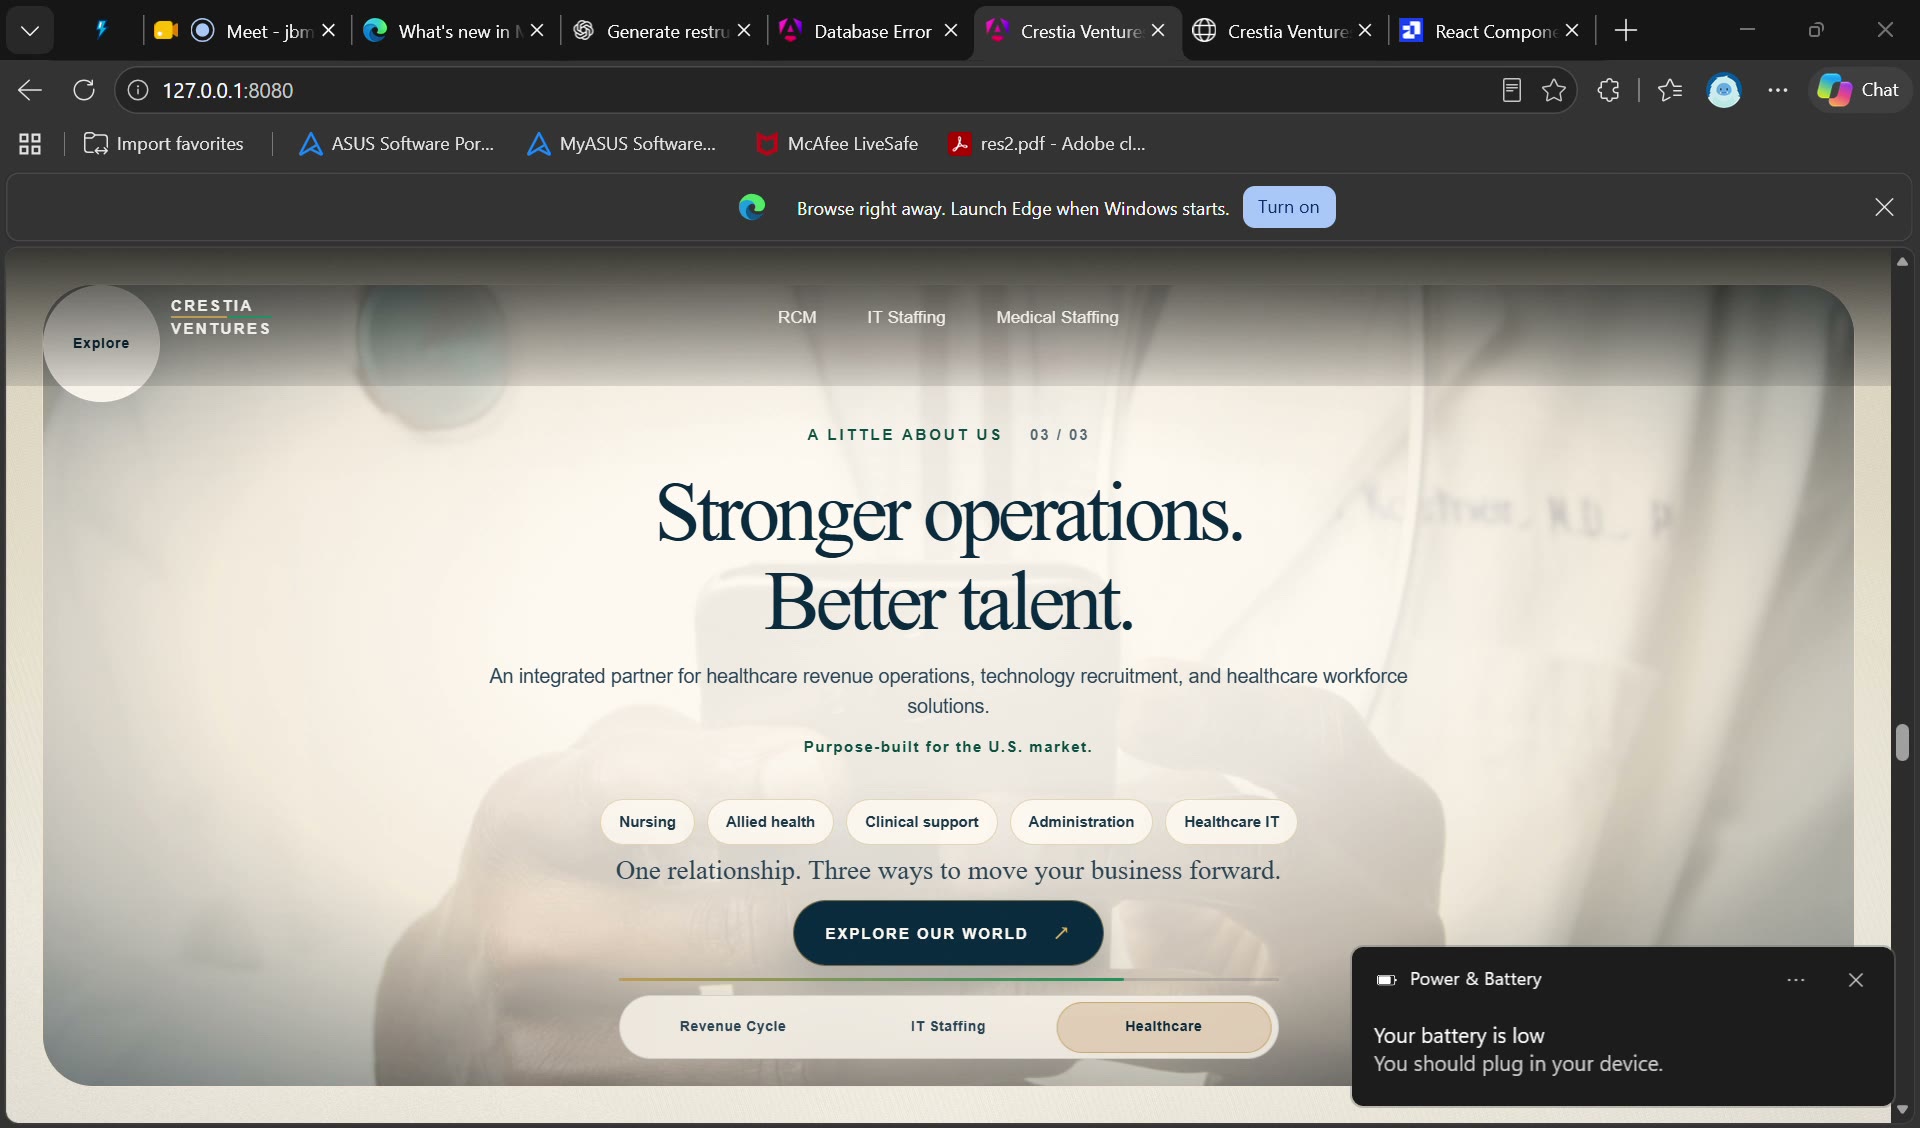 Meet - jbm
What's new in
Generate restru
Database Error
Crestia Venture
Crestia Venture
React Compone
127.0.0.1:8080
Chat
Import favorites
ASUS Software Por...
MyASUS Software...
McAfee LiveSafe
res2.pdf - Adobe cl...
Browse right away. Launch Edge when Windows starts.
Turn on
Explore
CRESTIA
VENTURES
RCM
IT Staffing
Medical Staffing
A LITTLE ABOUT US
03 / 03
Stronger operations.
Better talent.
An integrated partner for healthcare revenue operations, technology recruitment, and healthcare workforce
solutions.
Purpose-built for the U.S. market.
Nursing
Allied health
Clinical support
Administration
Healthcare IT
One relationship. Three ways to move your business forward.
EXPLORE OUR WORLD ↗
Revenue Cycle
IT Staffing
Healthcare
Power & Battery
Your battery is low
You should plug in your device.